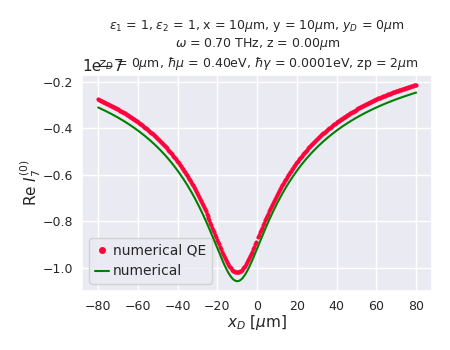 ε₁ = 1, ε₂ = 1, x = 10μm, y = 10μm, y_D = 0μm
ω = 0.70 THz, z = 0.00μm
z_D = 0μm, ħμ = 0.40eV, ħγ = 0.0001eV, zp = 2μm
1e−7
−0.2
−0.4
−0.6
−0.8
−1.0
Re I₇⁽⁰⁾
numerical QE
numerical
−80 −60 −40 −20 0 20 40 60 80
x_D [μm]